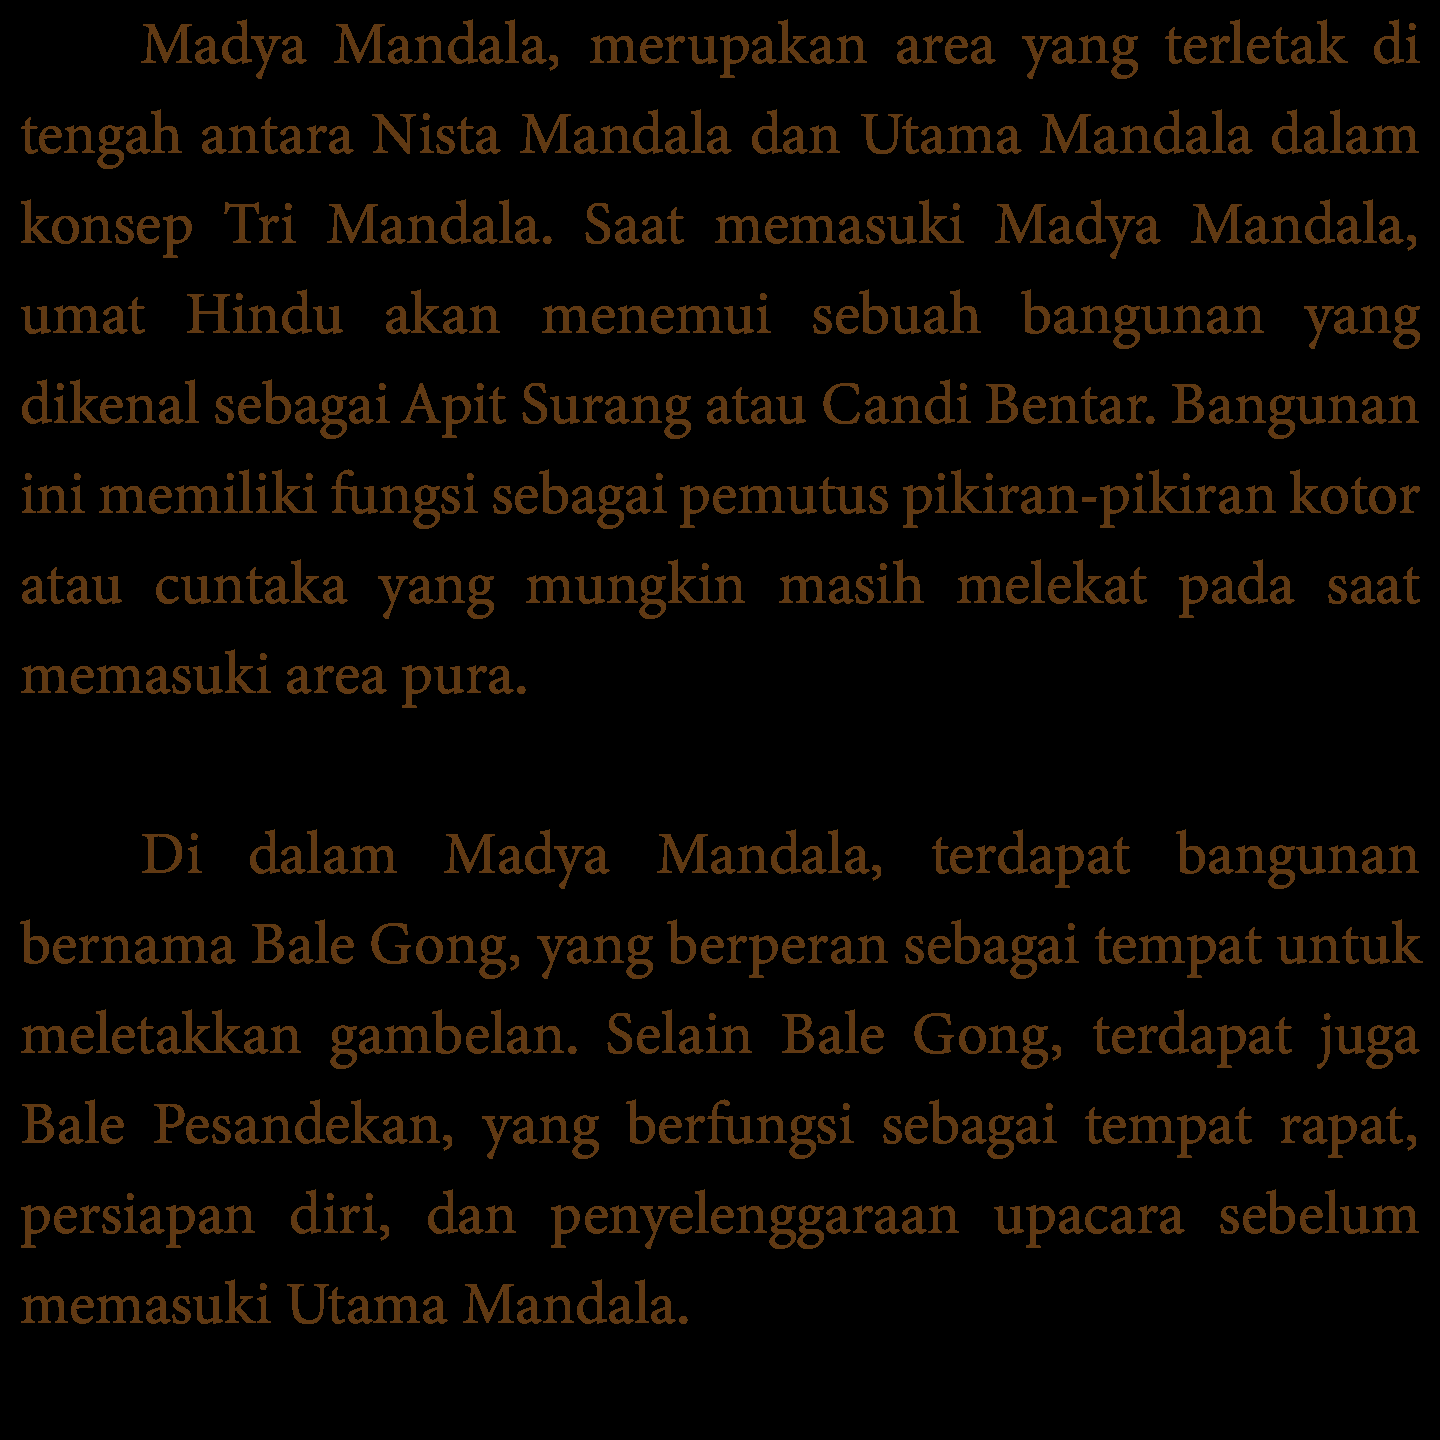 Madya Mandala, merupakan area yang terletak di
tengah antara Nista Mandala dan Utama Mandala dalam
konsep Tri Mandala. Saat memasuki Madya Mandala,
umat Hindu akan menemui sebuah bangunan yang
dikenal sebagai Apit Surang atau Candi Bentar. Bangunan
ini memiliki fungsi sebagai pemutus pikiran-pikiran kotor
atau cuntaka yang mungkin masih melekat pada saat
memasuki area pura.
Di dalam Madya Mandala, terdapat bangunan
bernama Bale Gong, yang berperan sebagai tempat untuk
meletakkan gambelan. Selain Bale Gong, terdapat juga
Bale Pesandekan, yang berfungsi sebagai tempat rapat,
persiapan diri, dan penyelenggaraan upacara sebelum
memasuki Utama Mandala.